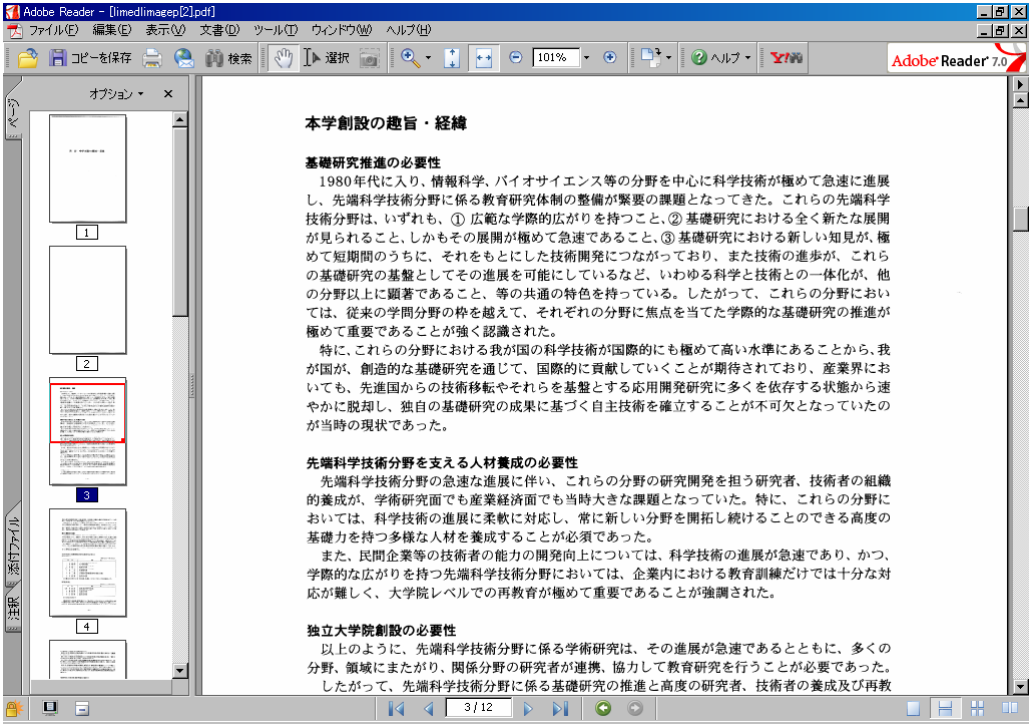 Adobe Reader - [limedlimagep[2].pdf]
ファイル(F) 編集(E) 表示(V) 文書(D) ツール(T) ウィンドウ(W) ヘルプ(H)
コピーを保存 検索 選択 101% ヘルプ Y! Adobe Reader 7.0
ページ
オプション
1
2
3
4
添付ファイル
注釈
本学創設の趣旨・経緯
基礎研究推進の必要性
1980年代に入り、情報科学、バイオサイエンス等の分野を中心に科学技術が極めて急速に進展
し、先端科学技術分野に係る教育研究体制の整備が緊要の課題となってきた。これらの先端科学
技術分野は、いずれも、① 広範な学際的広がりを持つこと、② 基礎研究における全く新たな展開
が見られること、しかもその展開が極めて急速であること、③ 基礎研究における新しい知見が、極
めて短期間のうちに、それをもとにした技術開発につながっており、また技術の進歩が、これら
の基礎研究の基盤としてその進展を可能にしているなど、いわゆる科学と技術との一体化が、他
の分野以上に顕著であること、等の共通の特色を持っている。したがって、これらの分野におい
ては、従来の学問分野の枠を越えて、それぞれの分野に焦点を当てた学際的な基礎研究の推進が
極めて重要であることが強く認識された。
特に、これらの分野における我が国の科学技術が国際的にも極めて高い水準にあることから、我
が国が、創造的な基礎研究を通じて、国際的に貢献していくことが期待されており、産業界にお
いても、先進国からの技術移転やそれらを基盤とする応用開発研究に多くを依存する状態から速
やかに脱却し、独自の基礎研究の成果に基づく自主技術を確立することが不可欠となっていたの
が当時の現状であった。
先端科学技術分野を支える人材養成の必要性
先端科学技術分野の急速な進展に伴い、これらの分野の研究開発を担う研究者、技術者の組織
的養成が、学術研究面でも産業経済面でも当時大きな課題となっていた。特に、これらの分野に
おいては、科学技術の進展に柔軟に対応し、常に新しい分野を開拓し続けることのできる高度の
基礎力を持つ多様な人材を養成することが必須であった。
また、民間企業等の技術者の能力の開発向上については、科学技術の進展が急速であり、かつ、
学際的な広がりを持つ先端科学技術分野においては、企業内における教育訓練だけでは十分な対
応が難しく、大学院レベルでの再教育が極めて重要であることが強調された。
独立大学院創設の必要性
以上のように、先端科学技術分野に係る学術研究は、その進展が急速であるとともに、多くの
分野、領域にまたがり、関係分野の研究者が連携、協力して教育研究を行うことが必要であった。
したがって、先端科学技術分野に係る基礎研究の推進と高度の研究者、技術者の養成及び再教
3 / 12